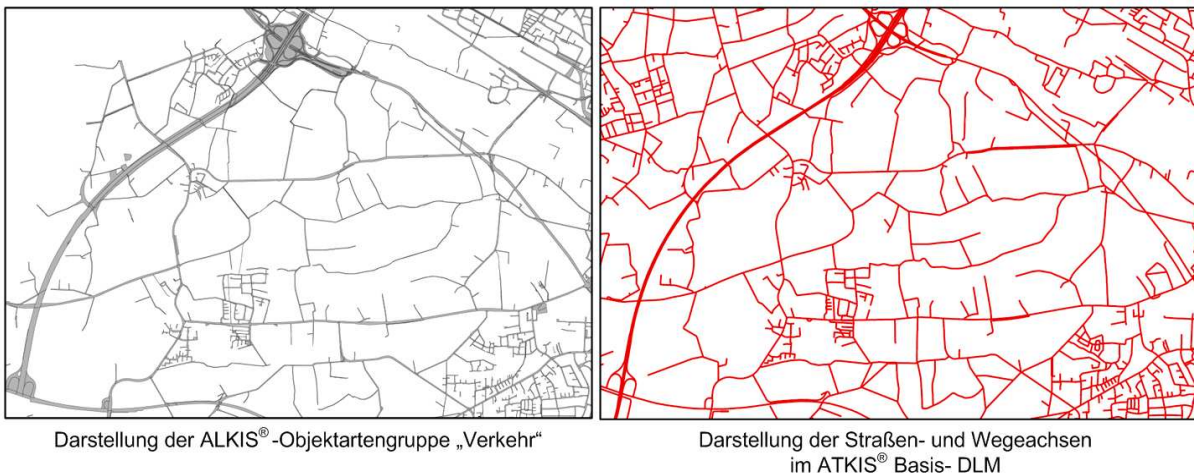 Darstellung der ALKIS® -Objektartengruppe „Verkehr“
Darstellung der Straßen- und Wegeachsen
im ATKIS® Basis- DLM